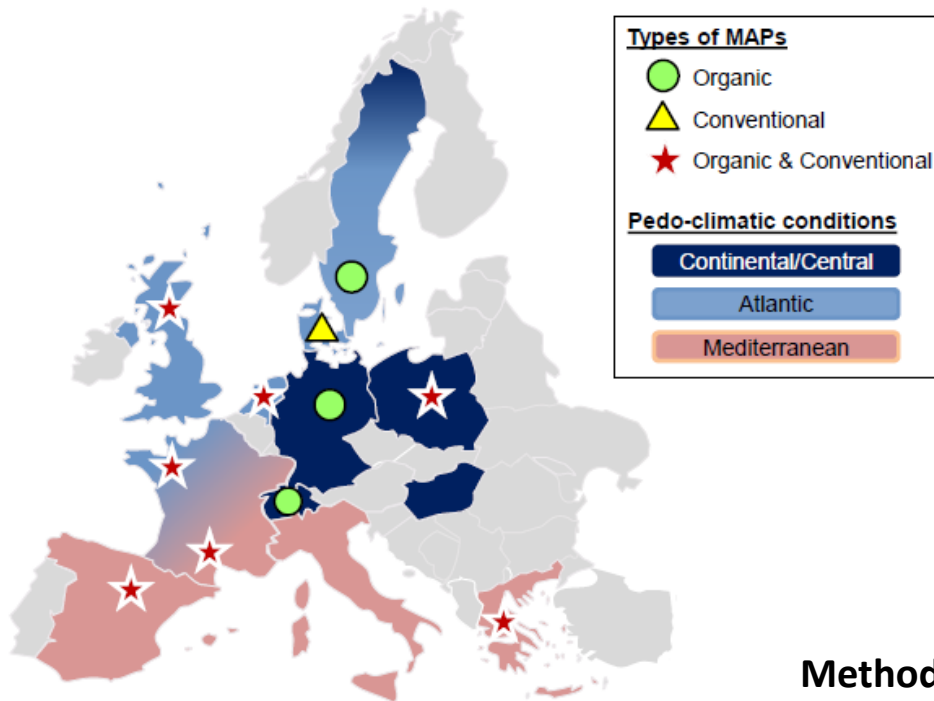 Types of MAPs
Organic
Conventional
Organic & Conventional
Pedo-climatic conditions
Continental/Central
Atlantic
Mediterranean
Method